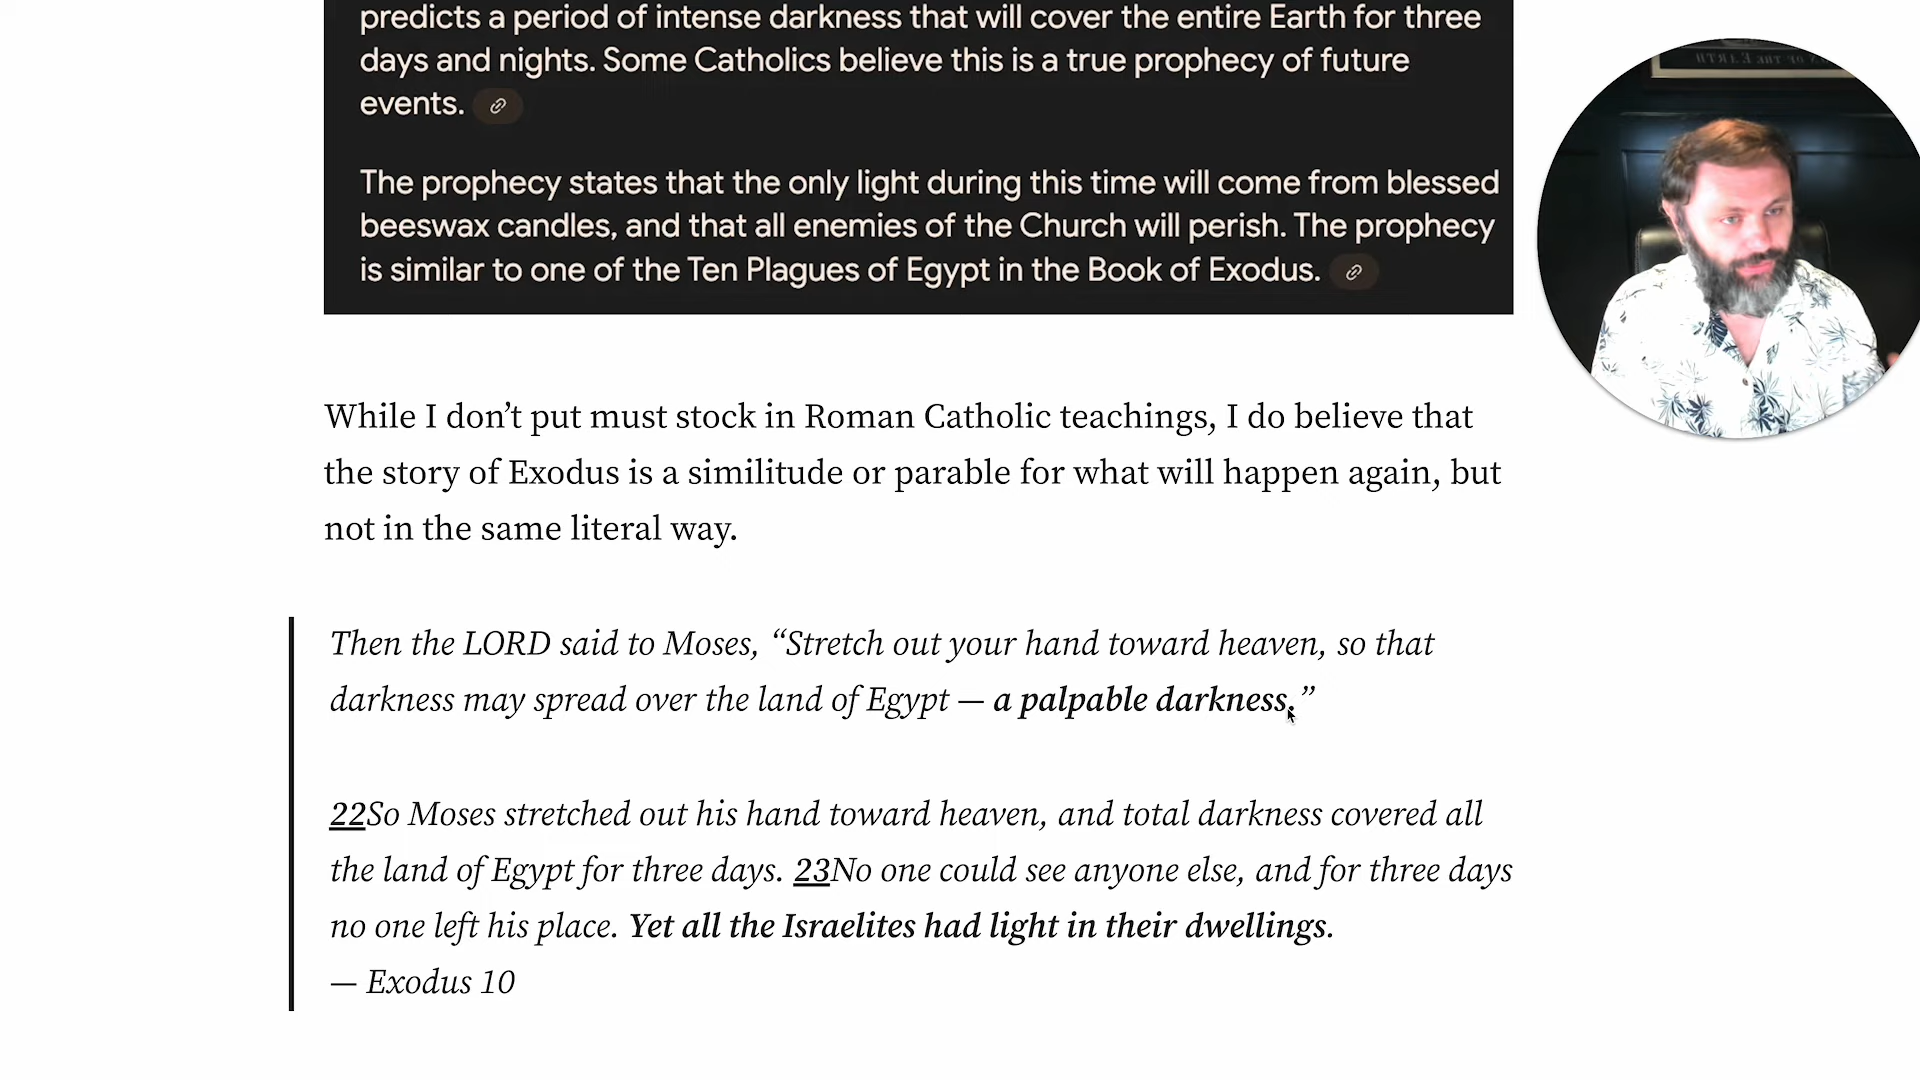 predicts a period of intense darkness that will cover the entire Earth for three
days and nights. Some Catholics believe this is a true prophecy of future
events.
The prophecy states that the only light during this time will come from blessed
beeswax candles, and that all enemies of the Church will perish. The prophecy
is similar to one of the Ten Plagues of Egypt in the Book of Exodus.
While I don’t put must stock in Roman Catholic teachings, I do believe that
the story of Exodus is a similitude or parable for what will happen again, but
not in the same literal way.
Then the LORD said to Moses, “Stretch out your hand toward heaven, so that
darkness may spread over the land of Egypt — a palpable darkness.”
22So Moses stretched out his hand toward heaven, and total darkness covered all
the land of Egypt for three days. 23No one could see anyone else, and for three days
no one left his place. Yet all the Israelites had light in their dwellings.
— Exodus 10